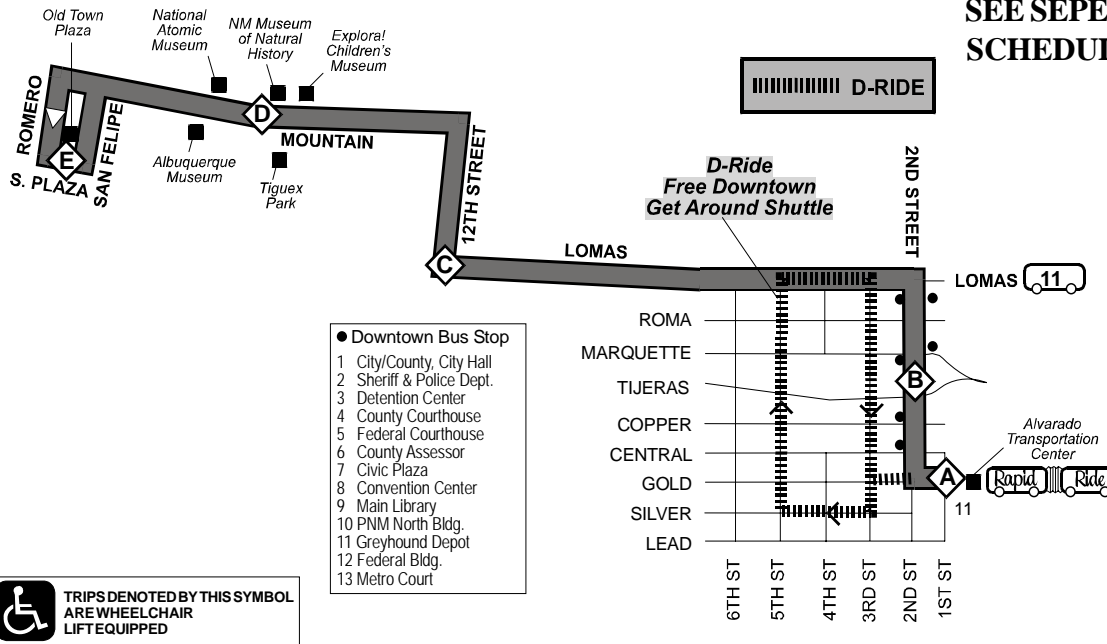 SEE SEPE
SCHEDUL
Old Town
Plaza
National
Atomic
Museum
NM Museum
of Natural
History
Explora!
Children's
Museum
D-RIDE
ROMERO
E
S. PLAZA
SAN FELIPE
D
MOUNTAIN
Albuquerque
Museum
Tiguex
Park
12TH STREET
C
LOMAS
D-Ride
Free Downtown
Get Around Shuttle
2ND STREET
LOMAS
11
ROMA
MARQUETTE
TIJERAS
COPPER
CENTRAL
GOLD
SILVER
LEAD
B
A
Alvarado
Transportation
Center
Rapid Ride
11
6TH ST
5TH ST
4TH ST
3RD ST
2ND ST
1ST ST
Downtown Bus Stop
1 City/County, City Hall
2 Sheriff & Police Dept.
3 Detention Center
4 County Courthouse
5 Federal Courthouse
6 County Assessor
7 Civic Plaza
8 Convention Center
9 Main Library
10 PNM North Bldg.
11 Greyhound Depot
12 Federal Bldg.
13 Metro Court
TRIPS DENOTED BY THIS SYMBOL
ARE WHEELCHAIR
LIFT EQUIPPED